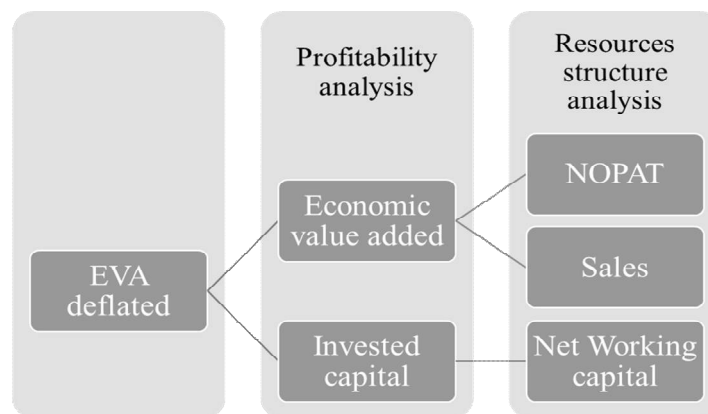 Profitability
analysis
Resources
structure
analysis
EVA
deflated
Economic
value added
Invested
capital
NOPAT
Sales
Net Working
capital